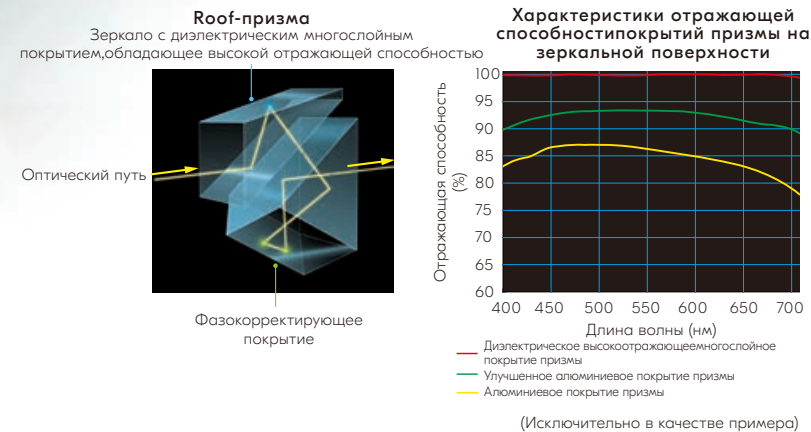 Roof-призма
Зеркало с диэлектрическим многослойным
покрытием,обладающее высокой отражающей способностью
Оптический путь
Фазокорректирующее
покрытие
Характеристики отражающей
способностипокрытий призмы на
зеркальной поверхности
Отражающая способность
(%)
100
95
90
85
80
75
70
65
60
400 450 500 550 600 650 700
Длина волны (нм)
Диэлектрическое высокоотражающеемногослойное
покрытие призмы
Улучшенное алюминиевое покрытие призмы
Алюминиевое покрытие призмы
(Исключительно в качестве примера)